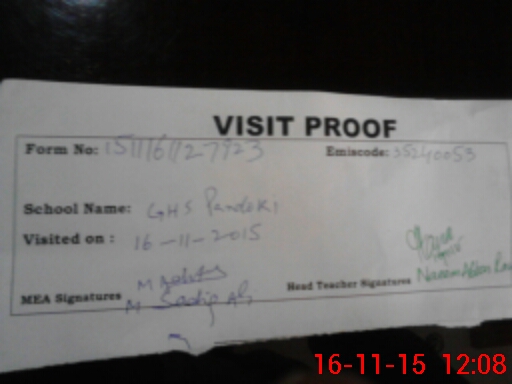 VISIT PROOF
Form No: 151116112 7923
Emiscode: 35240053
School Name: GHS Pandoki
Visited on : 16-11-2015
MEA Signatures M
Head Teacher Signatures
16-11-15 12:08